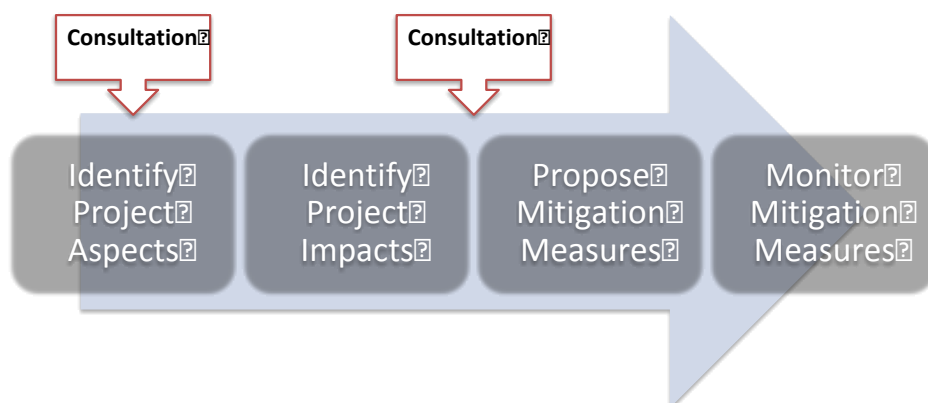 Consultation
Consultation
Identify
Project
Aspects
Identify
Project
Impacts
Propose
Mitigation
Measures
Monitor
Mitigation
Measures